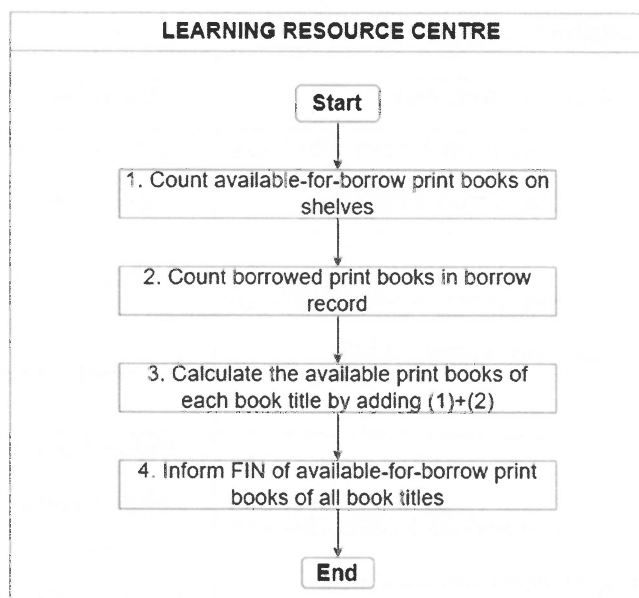 LEARNING RESOURCE CENTRE
Start
1. Count available-for-borrow print books on
shelves
2. Count borrowed print books in borrow
record
3. Calculate the available print books of
each book title by adding (1)+(2)
4. Inform FIN of available-for-borrow print
books of all book titles
End